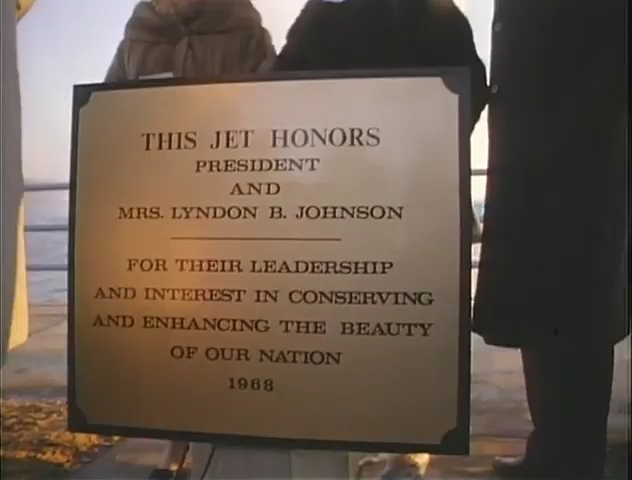 THIS JET HONORS
PRESIDENT
AND
MRS. LYNDON B. JOHNSON
FOR THEIR LEADERSHIP
AND INTEREST IN CONSERVING
AND ENHANCING THE BEAUTY
OF OUR NATION
1968